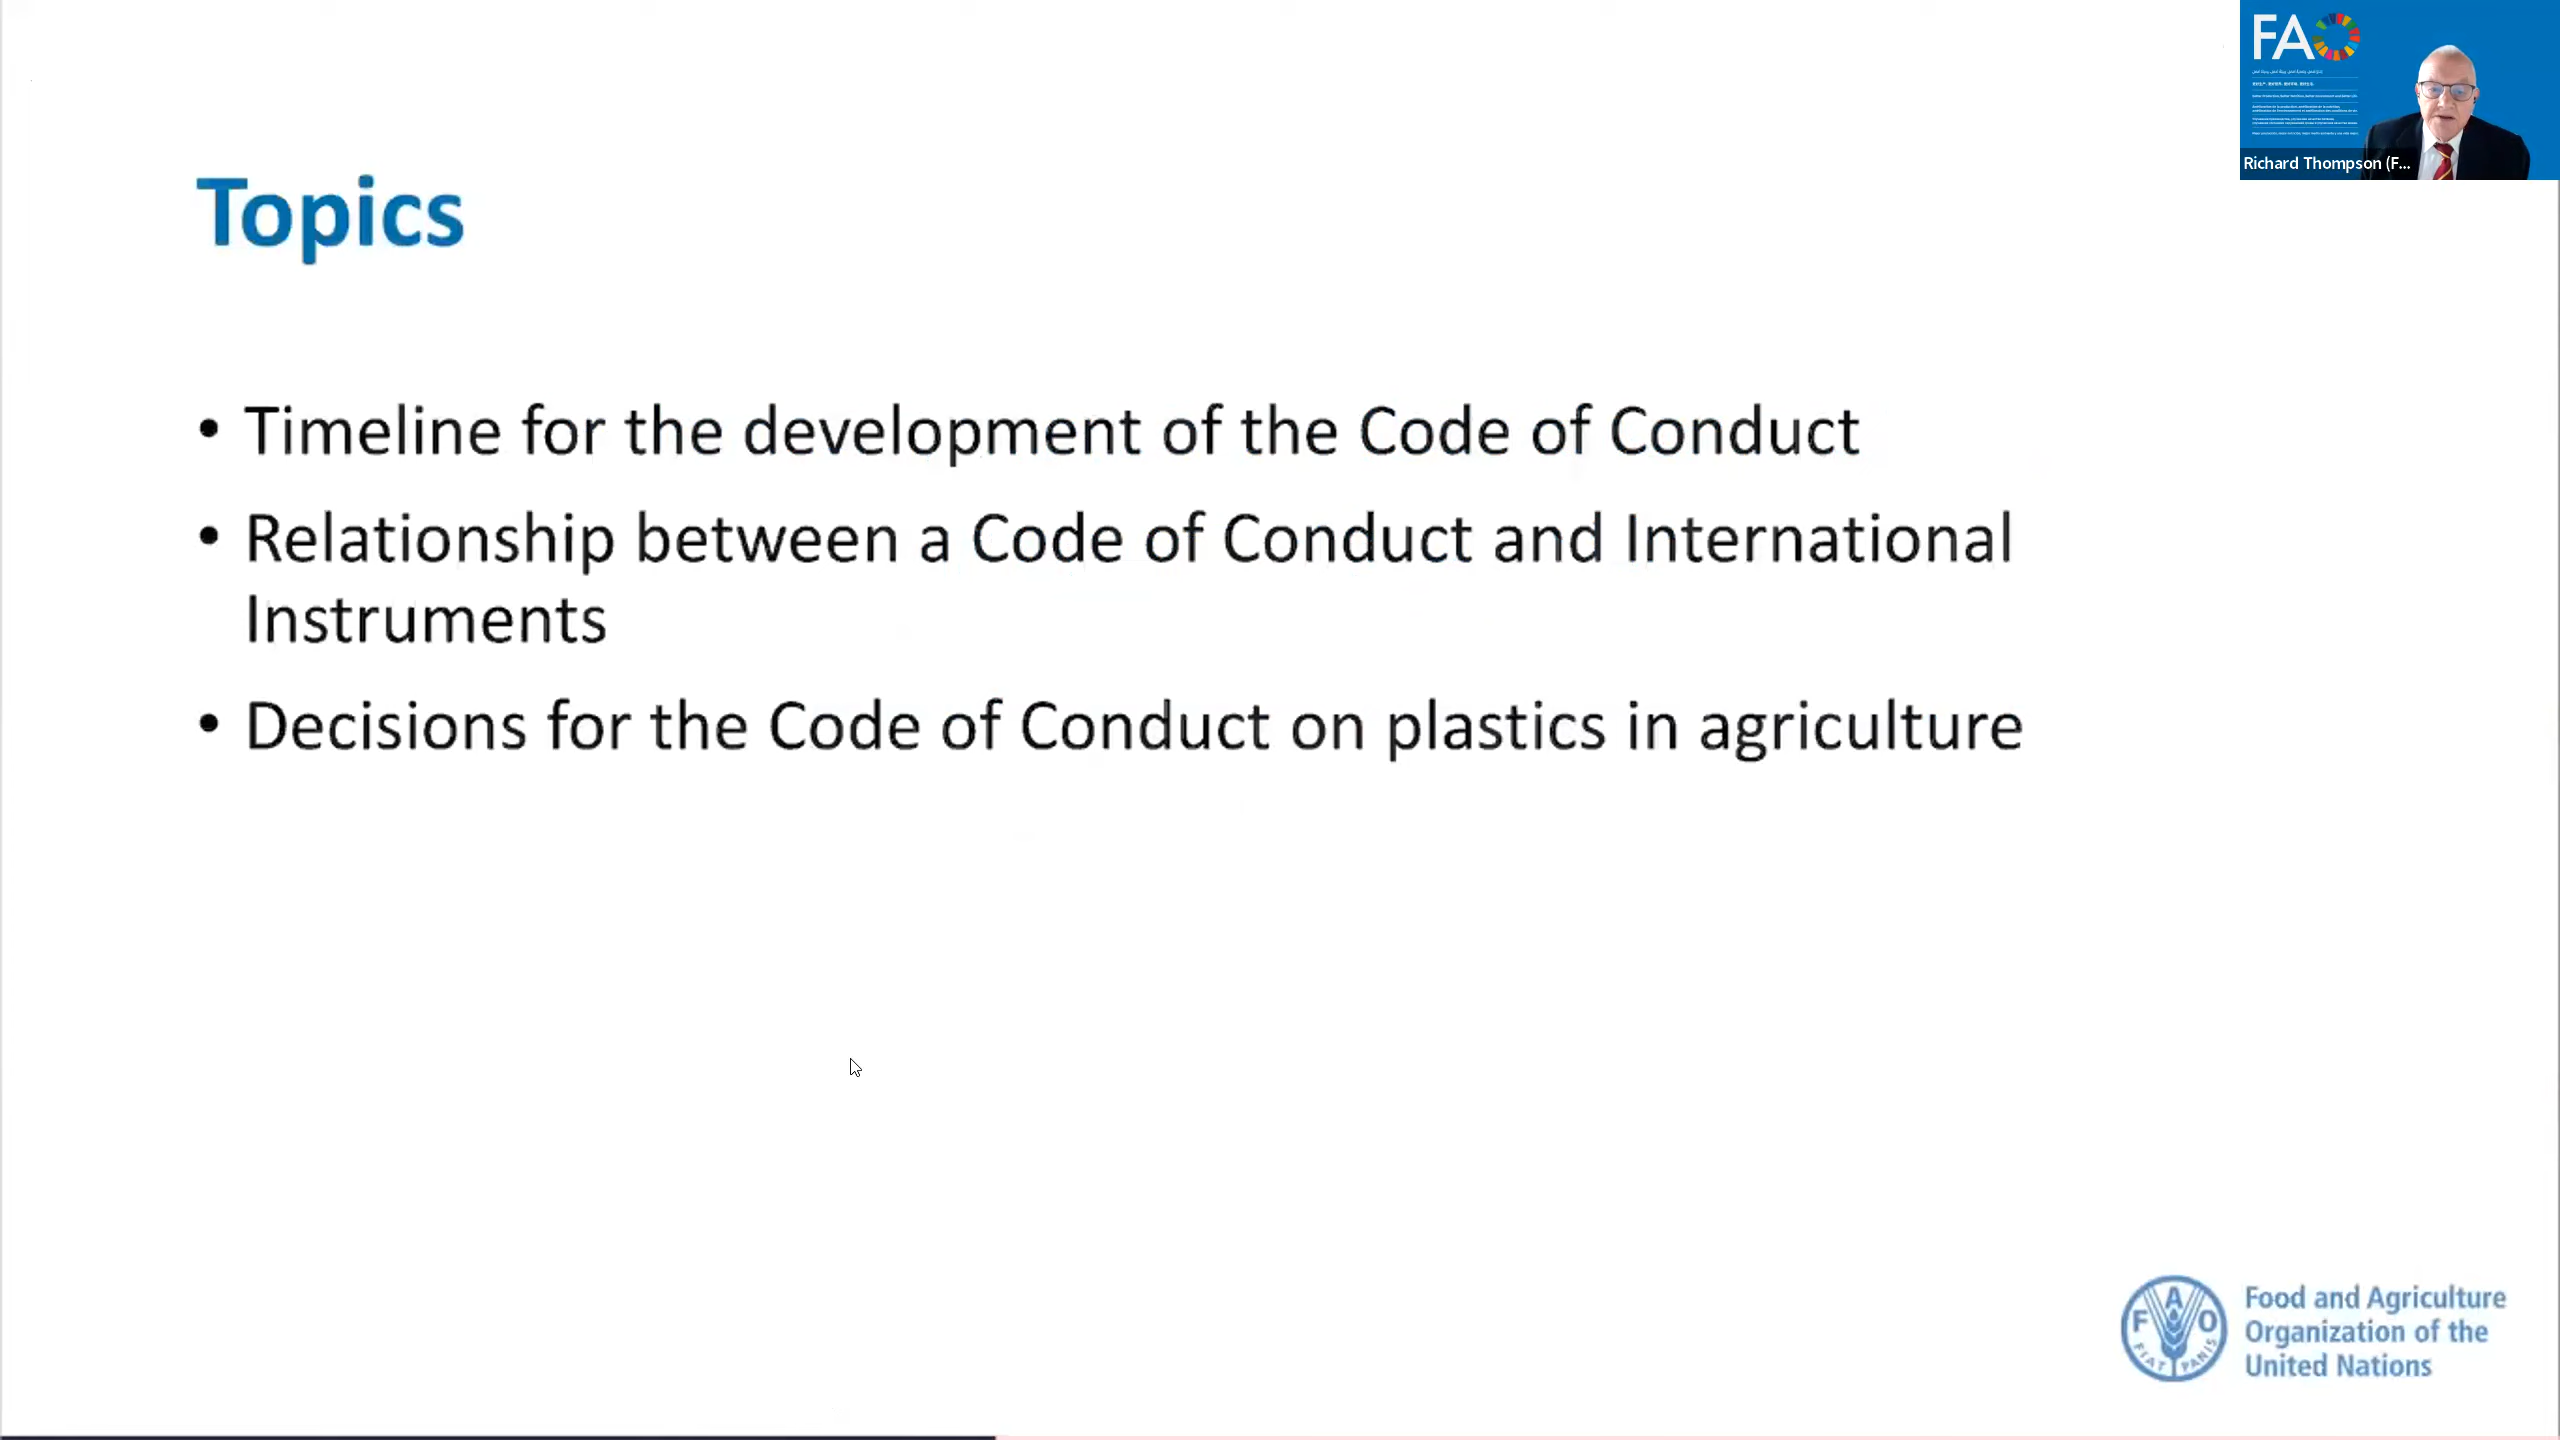 Topics
• Timeline for the development of the Code of Conduct
• Relationship between a Code of Conduct and International
Instruments
• Decisions for the Code of Conduct on plastics in agriculture
FAO
Richard Thompson (F...
F A O
FIAT PANIS
Food and Agriculture
Organization of the
United Nations